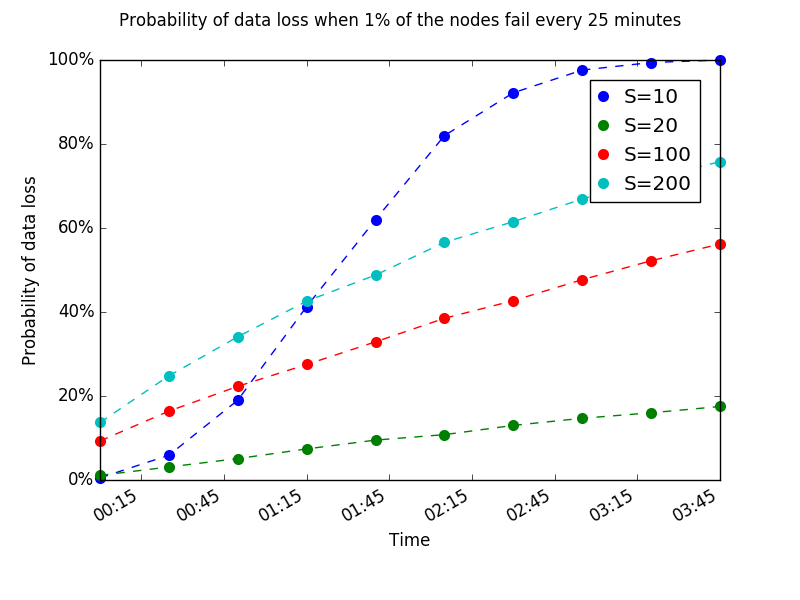 Probability of data loss when 1% of the nodes fail every 25 minutes
100%
80%
60%
40%
20%
0%
Probability of data loss
S=10
S=20
S=100
S=200
00:15
00:45
01:15
01:45
02:15
02:45
03:15
03:45
Time